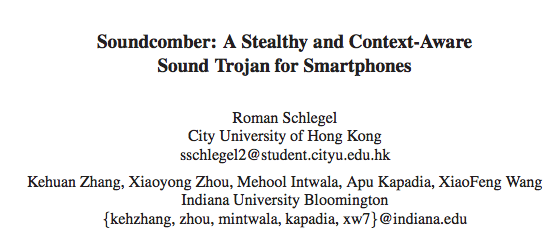 Soundcomber: A Stealthy and Context-Aware
Sound Trojan for Smartphones
Roman Schlegel
City University of Hong Kong
sschlegel2@student.cityu.edu.hk
Kehuan Zhang, Xiaoyong Zhou, Mehool Intwala, Apu Kapadia, XiaoFeng Wang
Indiana University Bloomington
{kehzhang, zhou, mintwala, kapadia, xw7}@indiana.edu